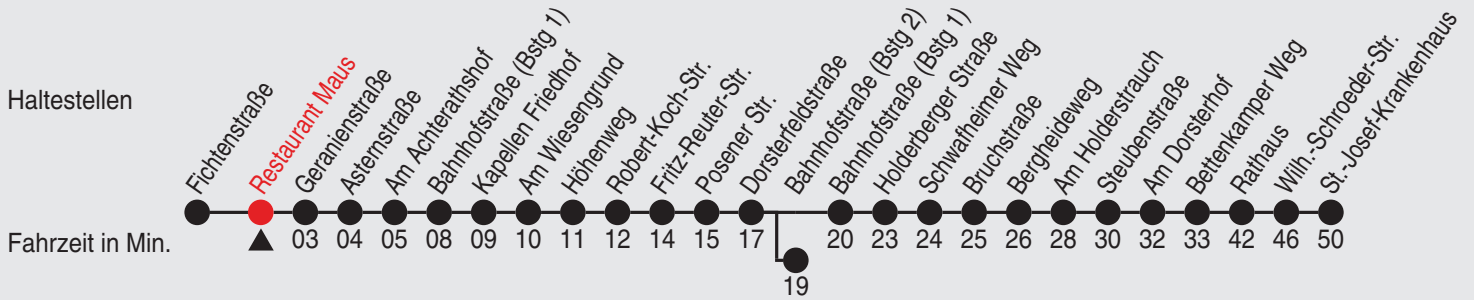 Haltestellen
Fichtenstraße
Restaurant Maus
Geranienstraße
Asternstraße
Am Achterathshof
Bahnhofstraße (Bstg 1)
Kapellen Friedhof
Am Wiesengrund
Höhenweg
Robert-Koch-Str.
Fritz-Reuter-Str.
Posener Str.
Dorsterfeldstraße
Bahnhofstraße (Bstg 2)
Bahnhofstraße (Bstg 1)
Holderberger Straße
Schwafheimer Weg
Bruchstraße
Bergheideweg
Am Holderstrauch
Steubenstraße
Am Dorsterhof
Bettenkamper Weg
Rathaus
Wilh.-Schroeder-Str.
St.-Josef-Krankenhaus
Fahrzeit in Min. 03 04 05 08 09 10 11 12 14 15 17 20 23 24 25 26 28 30 32 33 42 46 50
19